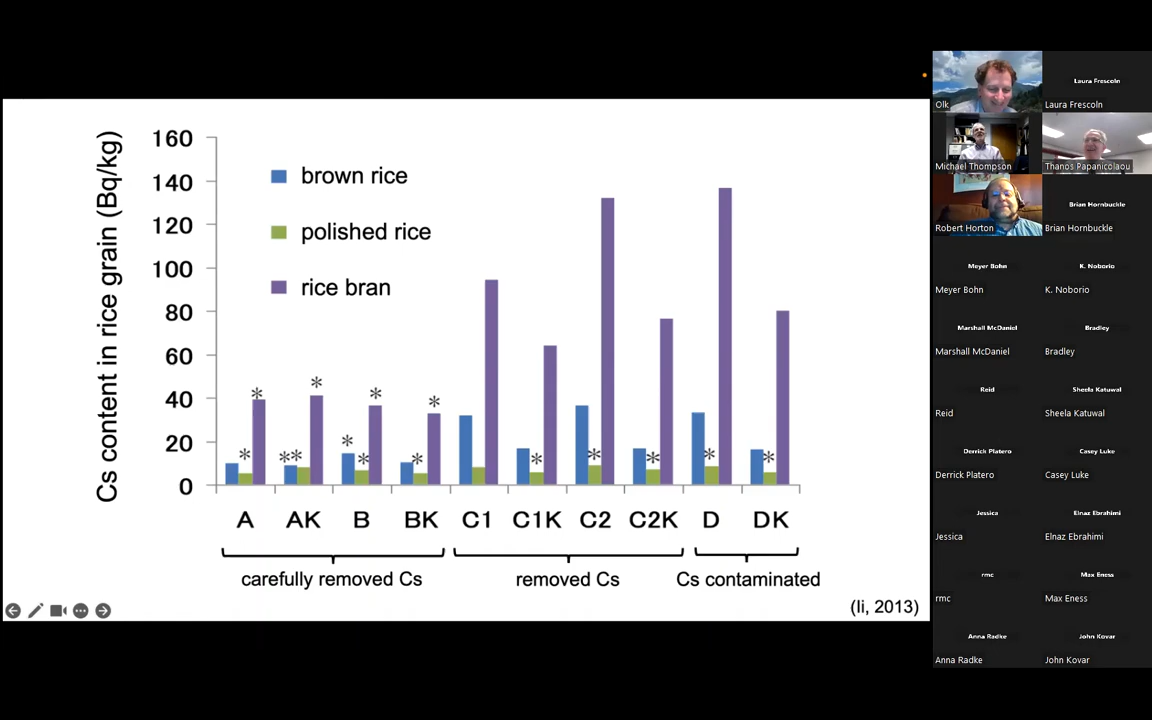 Cs content in rice grain (Bq/kg)
160
140
120
100
80
60
40
20
0
brown rice
polished rice
rice bran
*
*
*
**
*
*
*
*
*
*
*
*
*
*
A AK B BK C1 C1K C2 C2K D DK
carefully removed Cs
removed Cs
Cs contaminated
(Ii, 2013)
Olk
Laura Frescoln
Laura Frescoln
Michael Thompson
Thanos Papanicolaou
Robert Horton
Brian Hornbuckle
Brian Hornbuckle
Meyer Bohn
Meyer Bohn
K. Noborio
K. Noborio
Marshall McDaniel
Marshall McDaniel
Bradley
Bradley
Reid
Reid
Sheela Katuwal
Sheela Katuwal
Derrick Platero
Derrick Platero
Casey Luke
Casey Luke
Jessica
Jessica
Elnaz Ebrahimi
Elnaz Ebrahimi
rmc
rmc
Max Eness
Max Eness
Anna Radke
Anna Radke
John Kovar
John Kovar